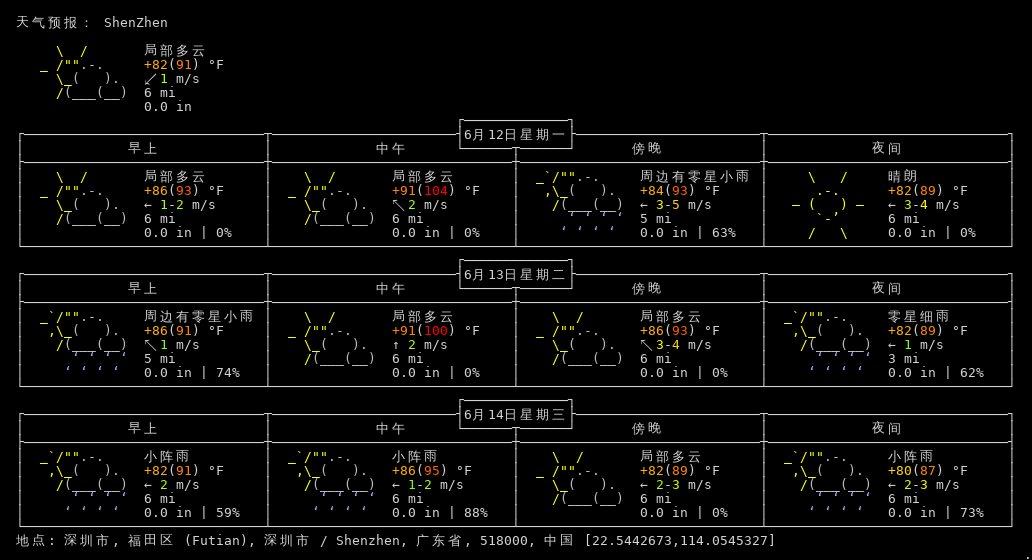 天气预报： ShenZhen
局部多云
+82(91) °F
↙ 1 m/s
6 mi
0.0 in
6月12日星期一
早上 中午 傍晚 夜间
局部多云 局部多云 周边有零星小雨 晴朗
+86(93) °F +91(104) °F +84(93) °F +82(89) °F
← 1-2 m/s ↖ 2 m/s ← 3-5 m/s ← 3-4 m/s
6 mi 6 mi 5 mi 6 mi
0.0 in | 0% 0.0 in | 0% 0.0 in | 63% 0.0 in | 0%
6月13日星期二
早上 中午 傍晚 夜间
周边有零星小雨 局部多云 局部多云 零星细雨
+86(91) °F +91(100) °F +86(93) °F +82(89) °F
↖ 1 m/s ↑ 2 m/s ↖ 3-4 m/s ← 1 m/s
5 mi 6 mi 6 mi 3 mi
0.0 in | 74% 0.0 in | 0% 0.0 in | 0% 0.0 in | 62%
6月14日星期三
早上 中午 傍晚 夜间
小阵雨 小阵雨 局部多云 小阵雨
+82(91) °F +86(95) °F +82(89) °F +80(87) °F
← 2 m/s ← 1-2 m/s ← 2-3 m/s ← 2-3 m/s
6 mi 6 mi 6 mi 6 mi
0.0 in | 59% 0.0 in | 88% 0.0 in | 0% 0.0 in | 73%
地点: 深圳市, 福田区 (Futian), 深圳市 / Shenzhen, 广东省, 518000, 中国 [22.5442673,114.0545327]